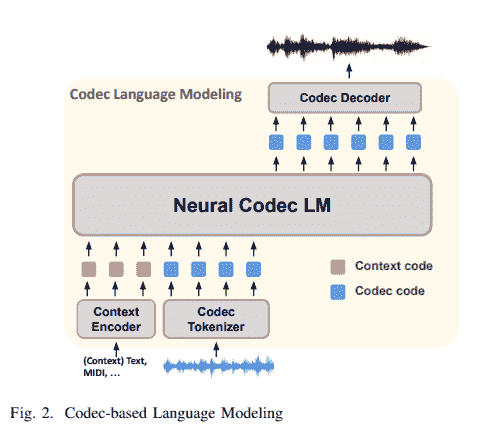 Codec Language Modeling
Codec Decoder
Neural Codec LM
Context code
Codec code
Context
Encoder
Codec
Tokenizer
(Context) Text,
MIDI, ...
Fig. 2. Codec-based Language Modeling